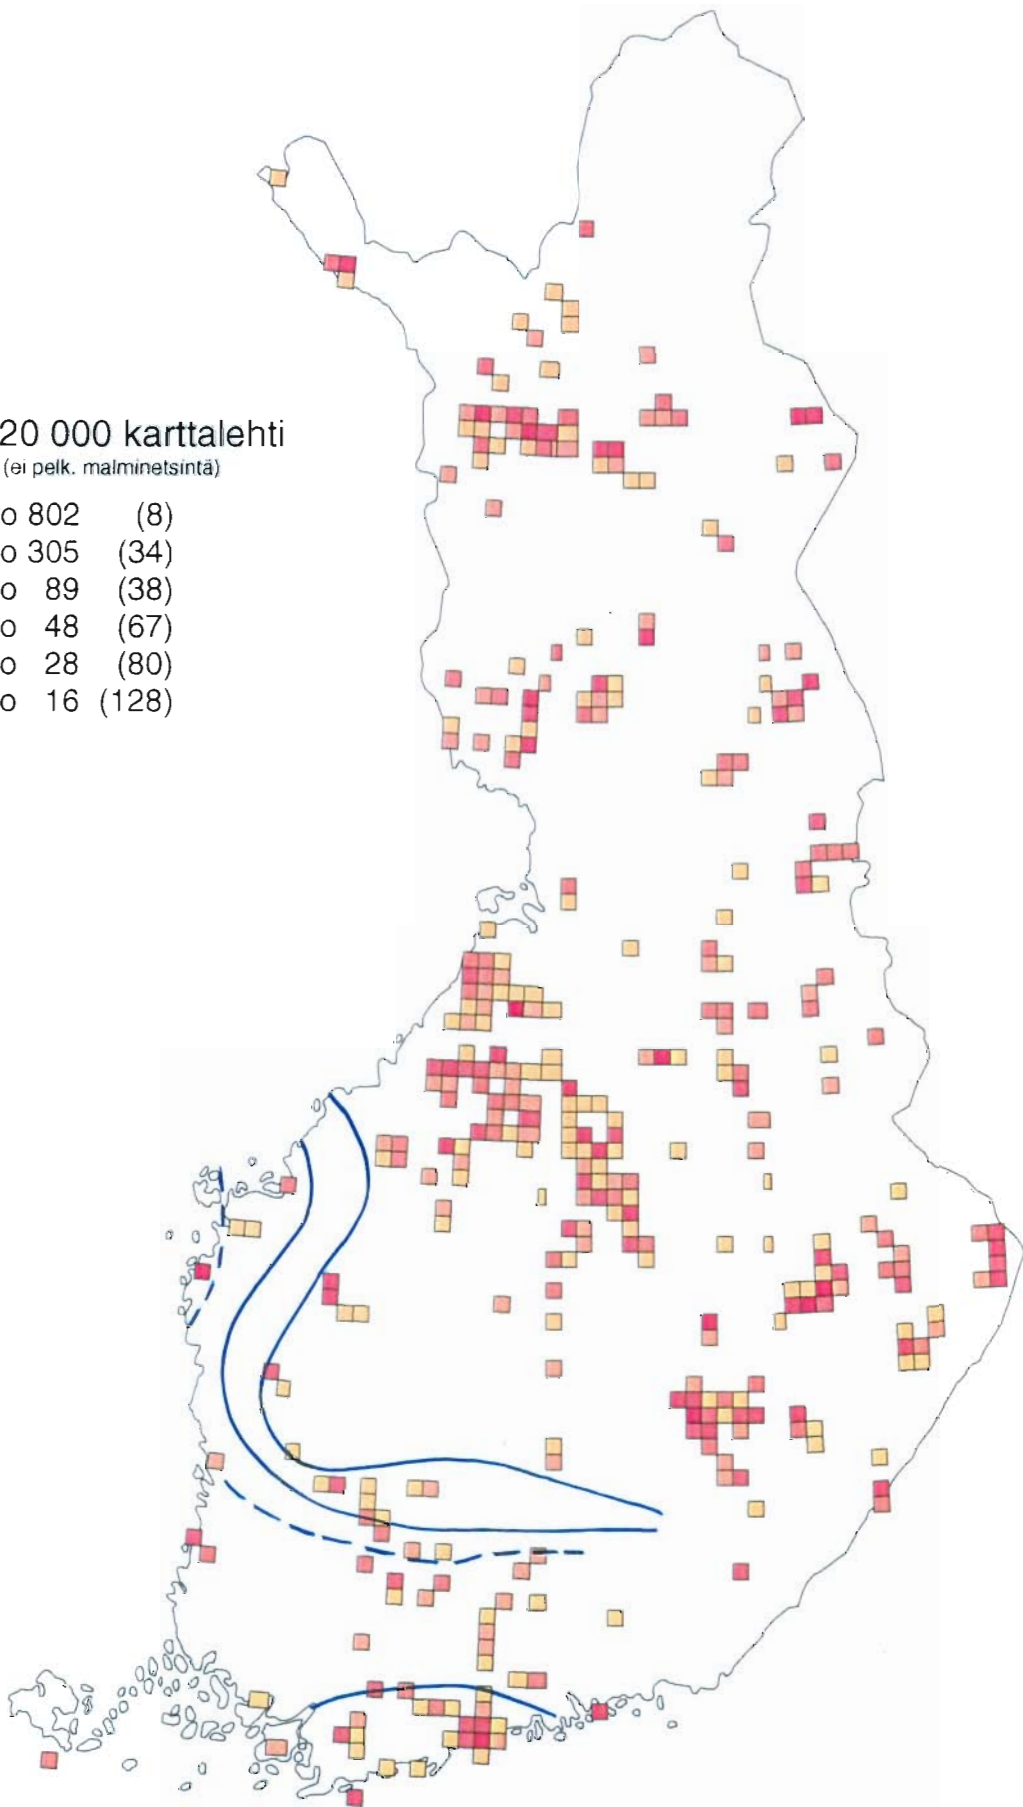 20 000 karttalehti
(ei pelk. malminetsintä)
o 802 (8)
o 305 (34)
o 89 (38)
o 48 (67)
o 28 (80)
o 16 (128)